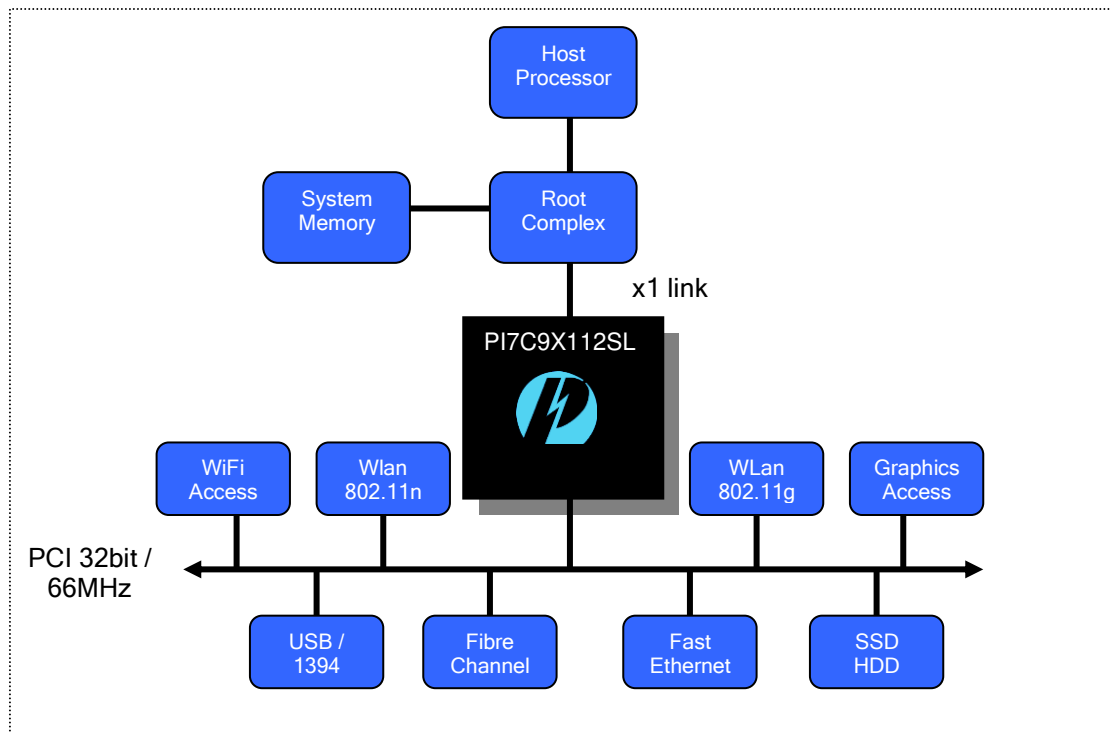 Host
Processor
System
Memory
Root
Complex
x1 link
PI7C9X112SL
WiFi
Access
Wlan
802.11n
WLan
802.11g
Graphics
Access
PCI 32bit /
66MHz
USB /
1394
Fibre
Channel
Fast
Ethernet
SSD
HDD